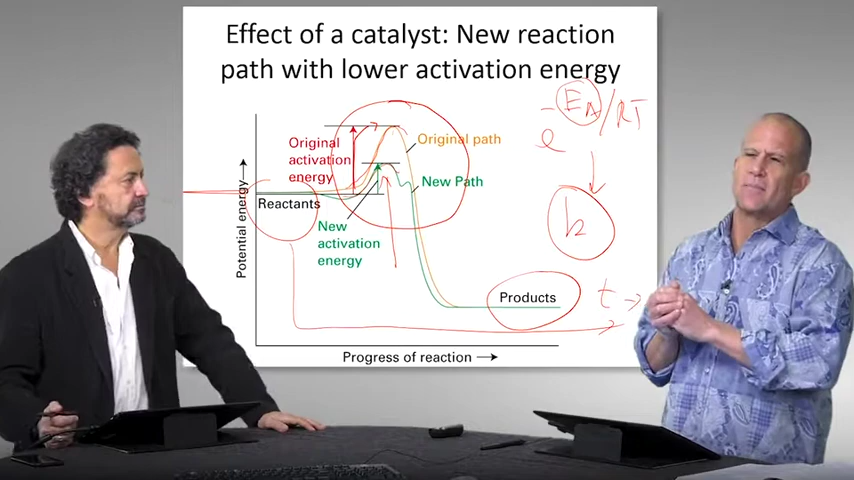 Effect of a catalyst: New reaction
path with lower activation energy
e^-EA/RT
k
t →
Original
activation
energy
Original path
New Path
Reactants
New
activation
energy
Products
Potential energy→
Progress of reaction →